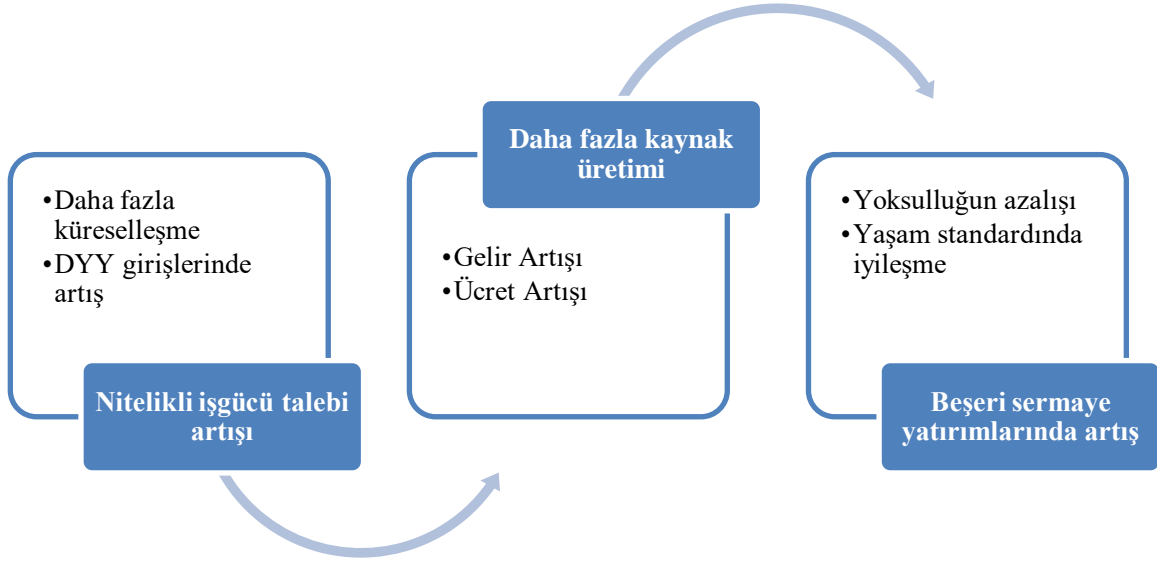 •Daha fazla
küreselleşme
•DYY girişlerinde
artış
Nitelikli işgücü talebi
artışı
Daha fazla kaynak
üretimi
•Gelir Artışı
•Ücret Artışı
•Yoksulluğun azalışı
•Yaşam standardında
iyileşme
Beşeri sermaye
yatırımlarında artış